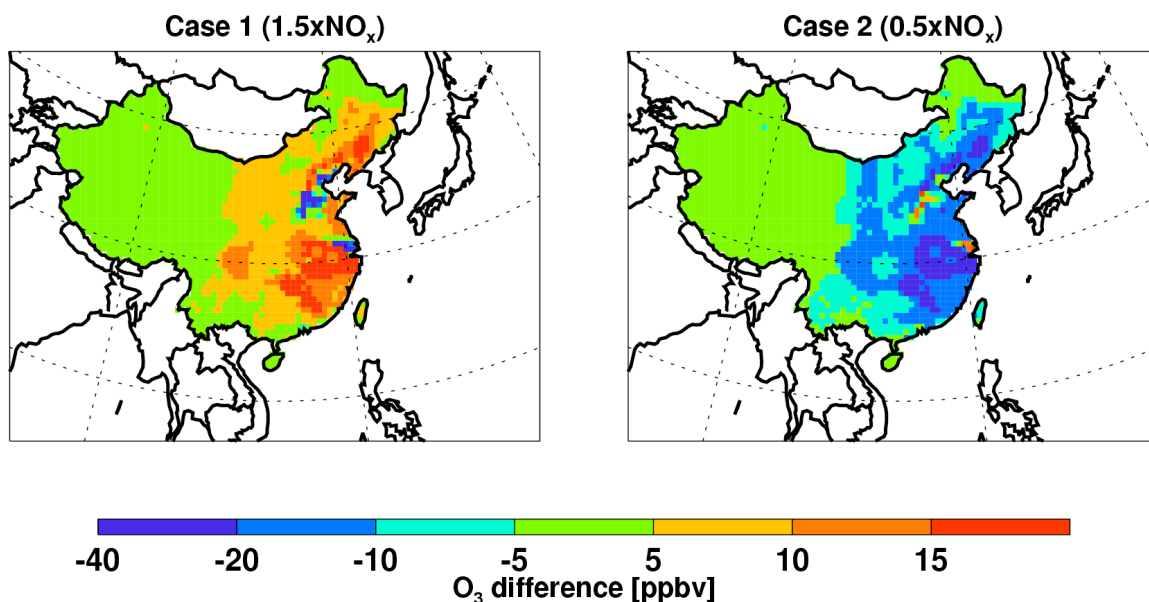 Case 1 (1.5xNOₓ) Case 2 (0.5xNOₓ)
-40 -20 -10 -5 5 10 15
O₃ difference [ppbv]